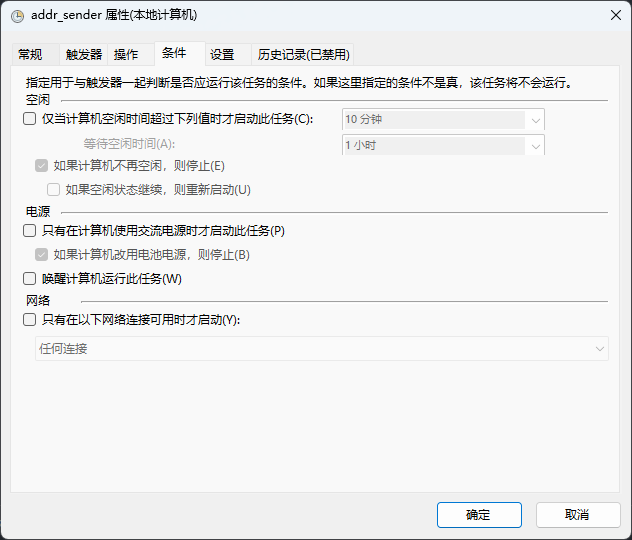 addr_sender 属性(本地计算机)
常规 触发器 操作 条件 设置 历史记录(已禁用)
指定用于与触发器一起判断是否应运行该任务的条件。如果这里指定的条件不是真，该任务将不会运行。
空闲
仅当计算机空闲时间超过下列值时才启动此任务(C): 10 分钟
等待空闲时间(A): 1 小时
如果计算机不再空闲，则停止(E)
如果空闲状态继续，则重新启动(U)
电源
只有在计算机使用交流电源时才启动此任务(P)
如果计算机改用电池电源，则停止(B)
唤醒计算机运行此任务(W)
网络
只有在以下网络连接可用时才启动(Y):
任何连接
确定 取消